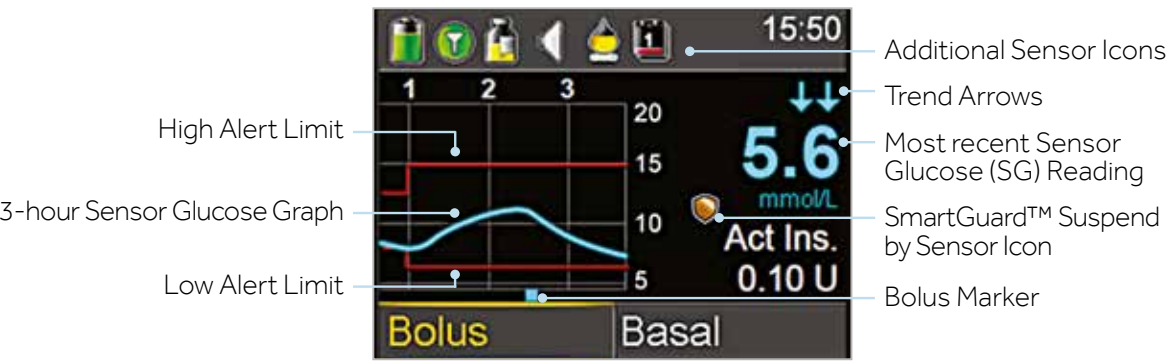 15:50
1 2 3
20
15
10
5
5.6
mmol/L
Act Ins.
0.10 U
Bolus
Basal
1
High Alert Limit
3-hour Sensor Glucose Graph
Low Alert Limit
Additional Sensor Icons
Trend Arrows
Most recent Sensor
Glucose (SG) Reading
SmartGuard™ Suspend
by Sensor Icon
Bolus Marker